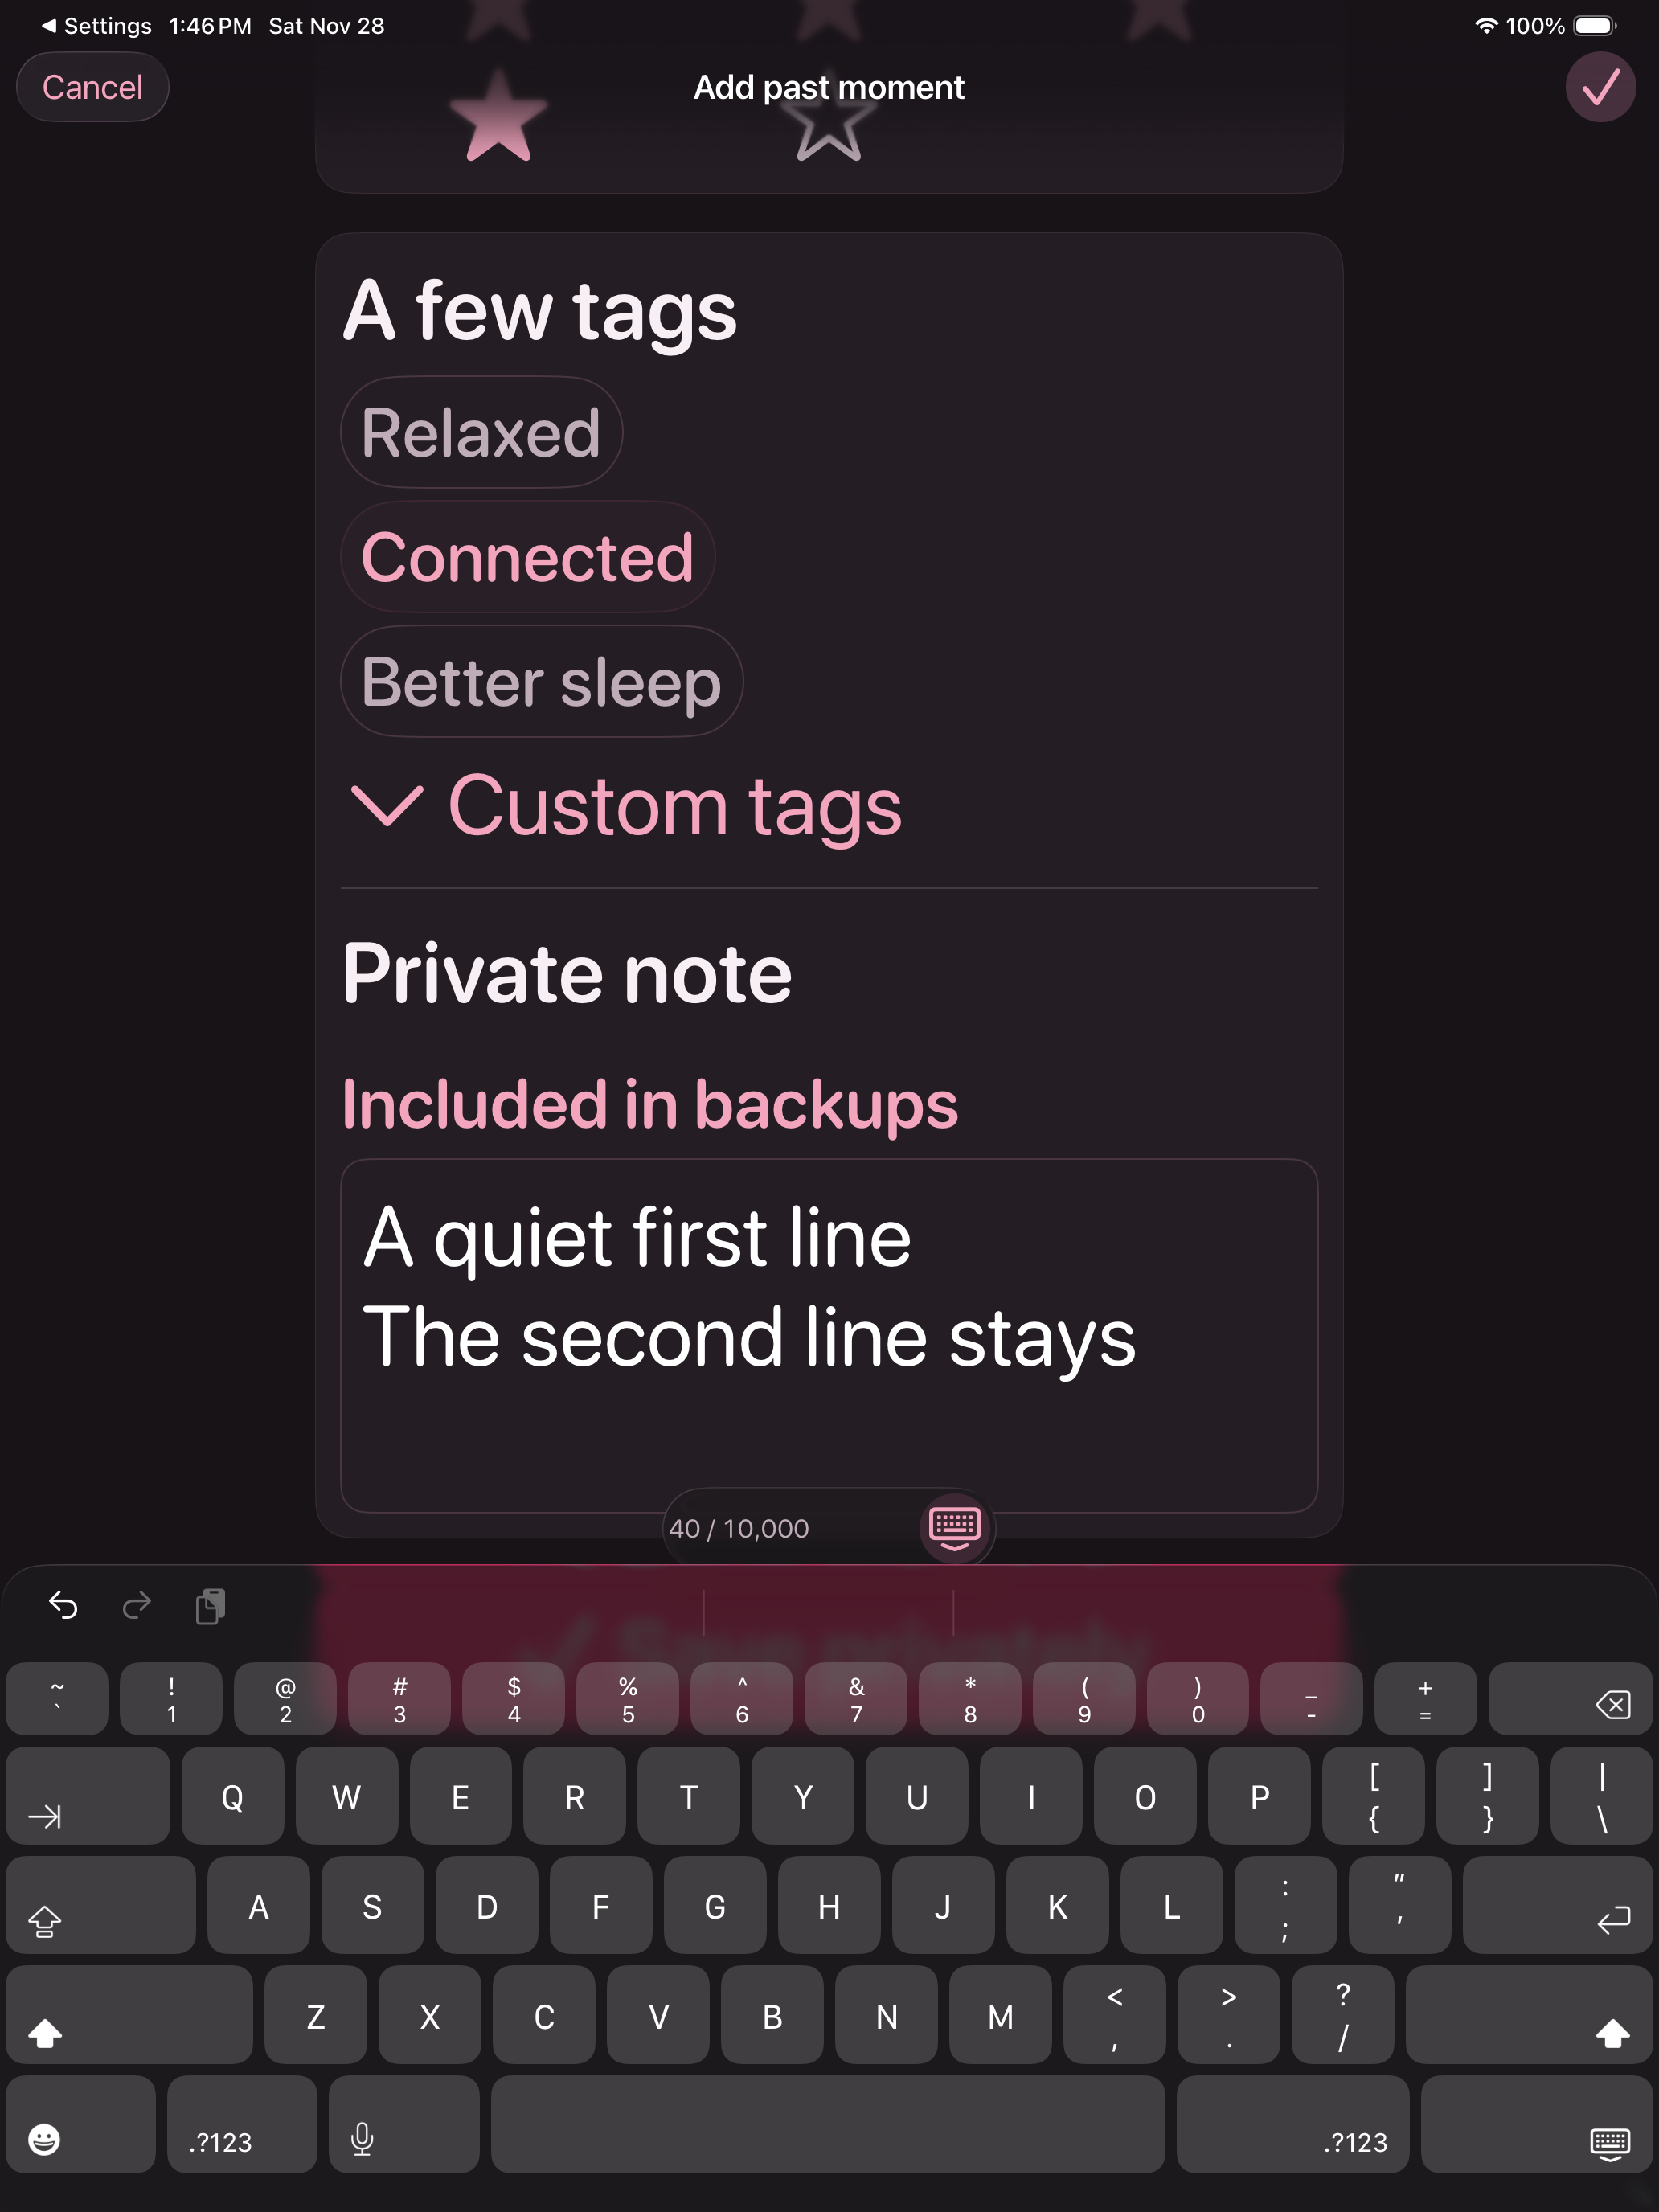 Settings 1:46 PM Sat Nov 28 100%
Cancel Add past moment
A few tags
Relaxed
Connected
Better sleep
Custom tags
Private note
Included in backups
A quiet first line
The second line stays
40 / 10,000
~ ! @ # $ % ^ & * ( ) _ +
` 1 2 3 4 5 6 7 8 9 0 - =
Q W E R T Y U I O P [ { ] } | \
A S D F G H J K L : ; " '
Z X C V B N M < , > . ? /
.?123 .?123